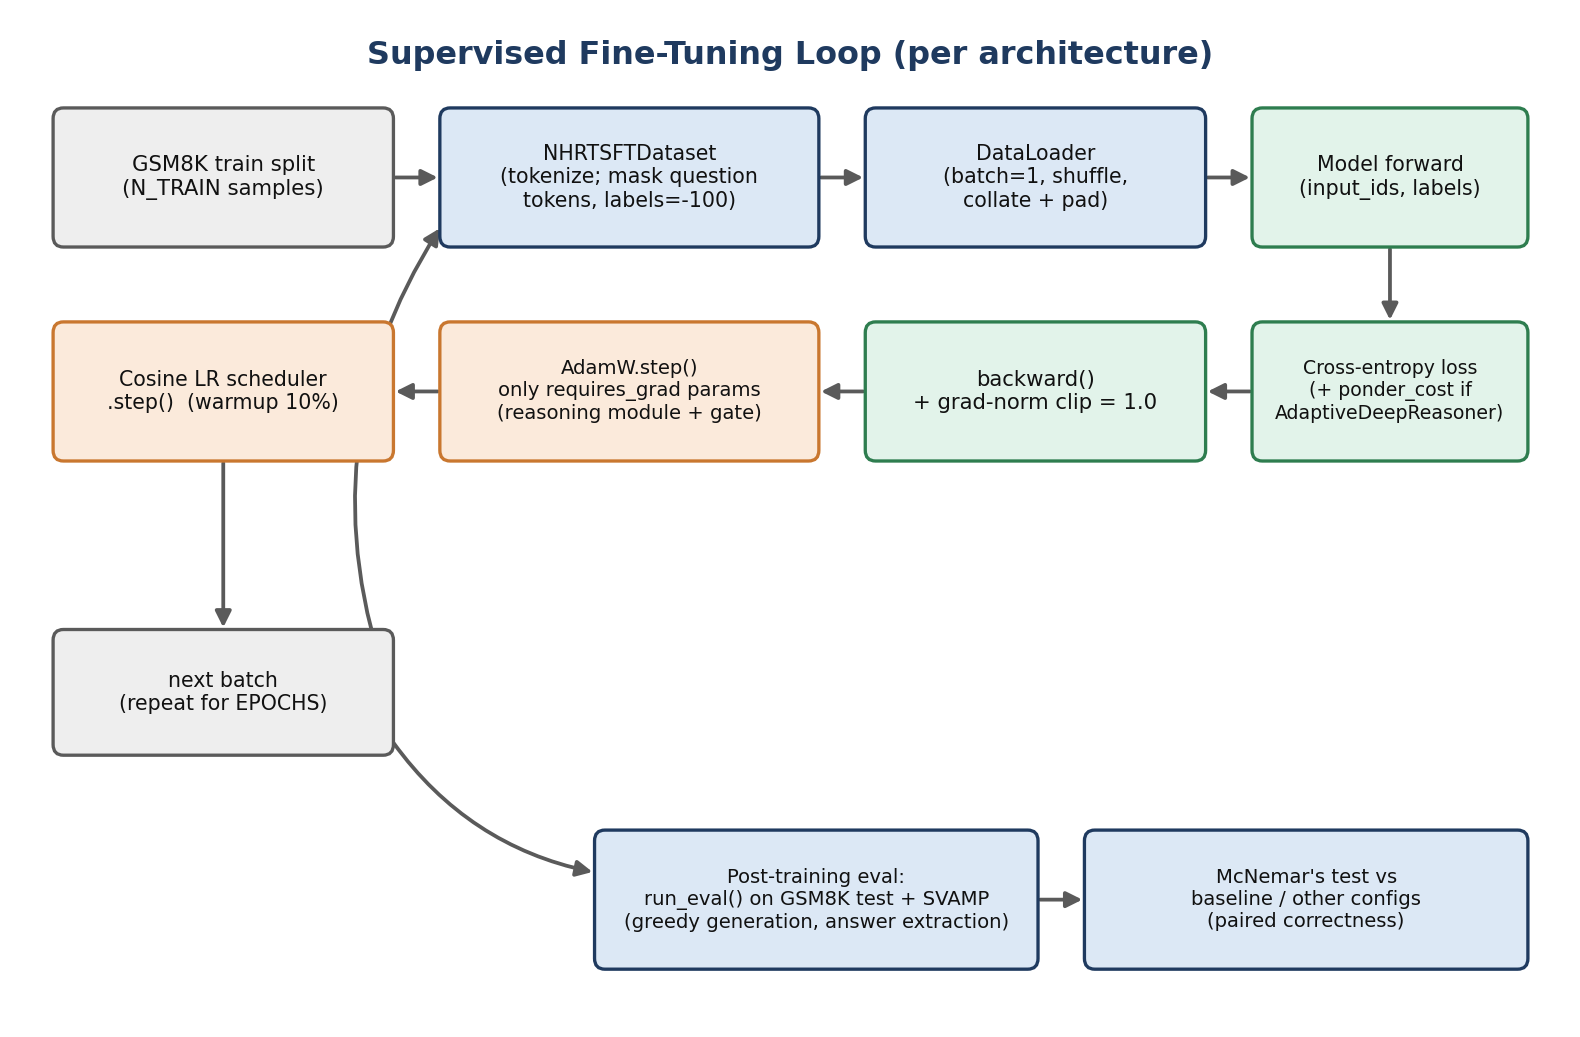 Supervised Fine-Tuning Loop (per architecture)
GSM8K train split
(N_TRAIN samples)
NHRTSFTDataset
(tokenize; mask question
tokens, labels=-100)
DataLoader
(batch=1, shuffle,
collate + pad)
Model forward
(input_ids, labels)
Cosine LR scheduler
.step()  (warmup 10%)
AdamW.step()
only requires_grad params
(reasoning module + gate)
backward()
+ grad-norm clip = 1.0
Cross-entropy loss
(+ ponder_cost if
AdaptiveDeepReasoner)
next batch
(repeat for EPOCHS)
Post-training eval:
run_eval() on GSM8K test + SVAMP
(greedy generation, answer extraction)
McNemar's test vs
baseline / other configs
(paired correctness)